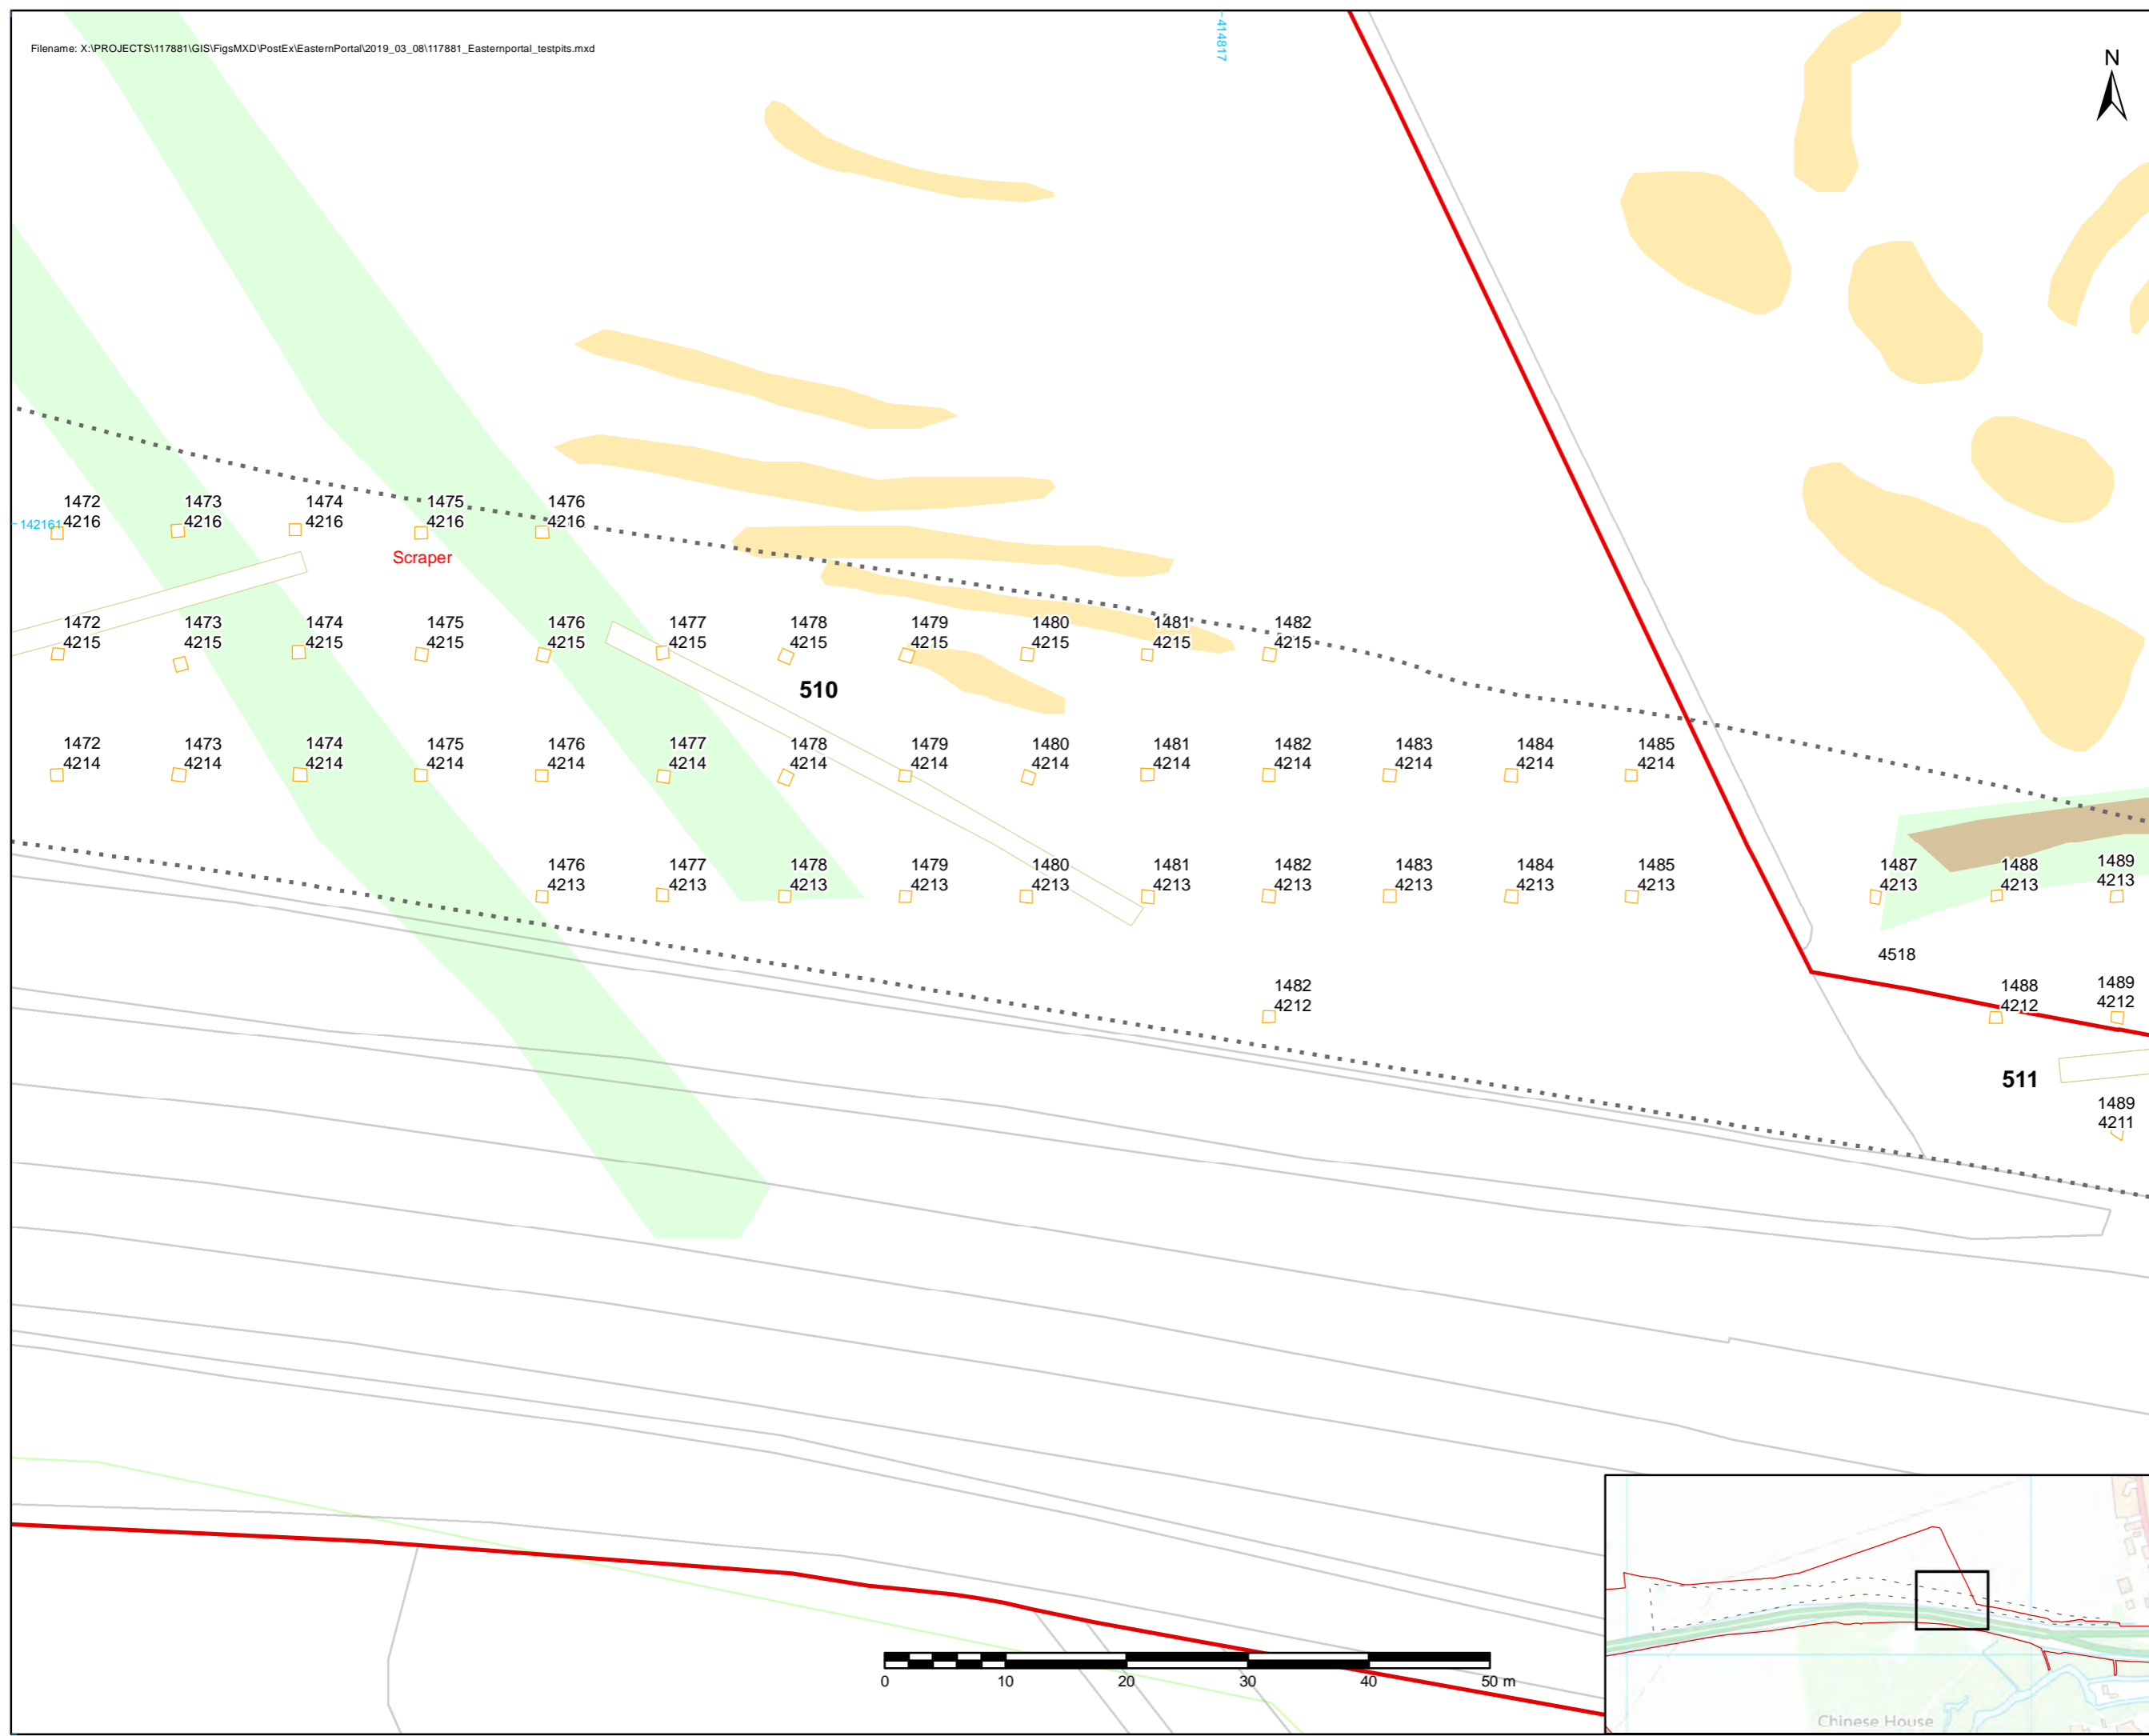 Filename: X:\PROJECTS\117881\GIS\FigsMXD\PostEx\EasternPortal\2019_03_08\117881_Easternportal_testpits.mxd
414817
N
1472 1473 1474 1475 1476
142161 4216 4216 4216 4216 4216
Scraper
1472 1473 1474 1475 1476 1477 1478 1479 1480 1481 1482
4215 4215 4215 4215 4215 4215 4215 4215 4215 4215 4215
510
1472 1473 1474 1475 1476 1477 1478 1479 1480 1481 1482 1483 1484 1485
4214 4214 4214 4214 4214 4214 4214 4214 4214 4214 4214 4214 4214 4214
1476 1477 1478 1479 1480 1481 1482 1483 1484 1485 1487 1488 1489
4213 4213 4213 4213 4213 4213 4213 4213 4213 4213 4213 4213 4213
4518
1482 1488 1489
4212 4212 4212
511
1489
4211
0 10 20 30 40 50 m
Chinese House